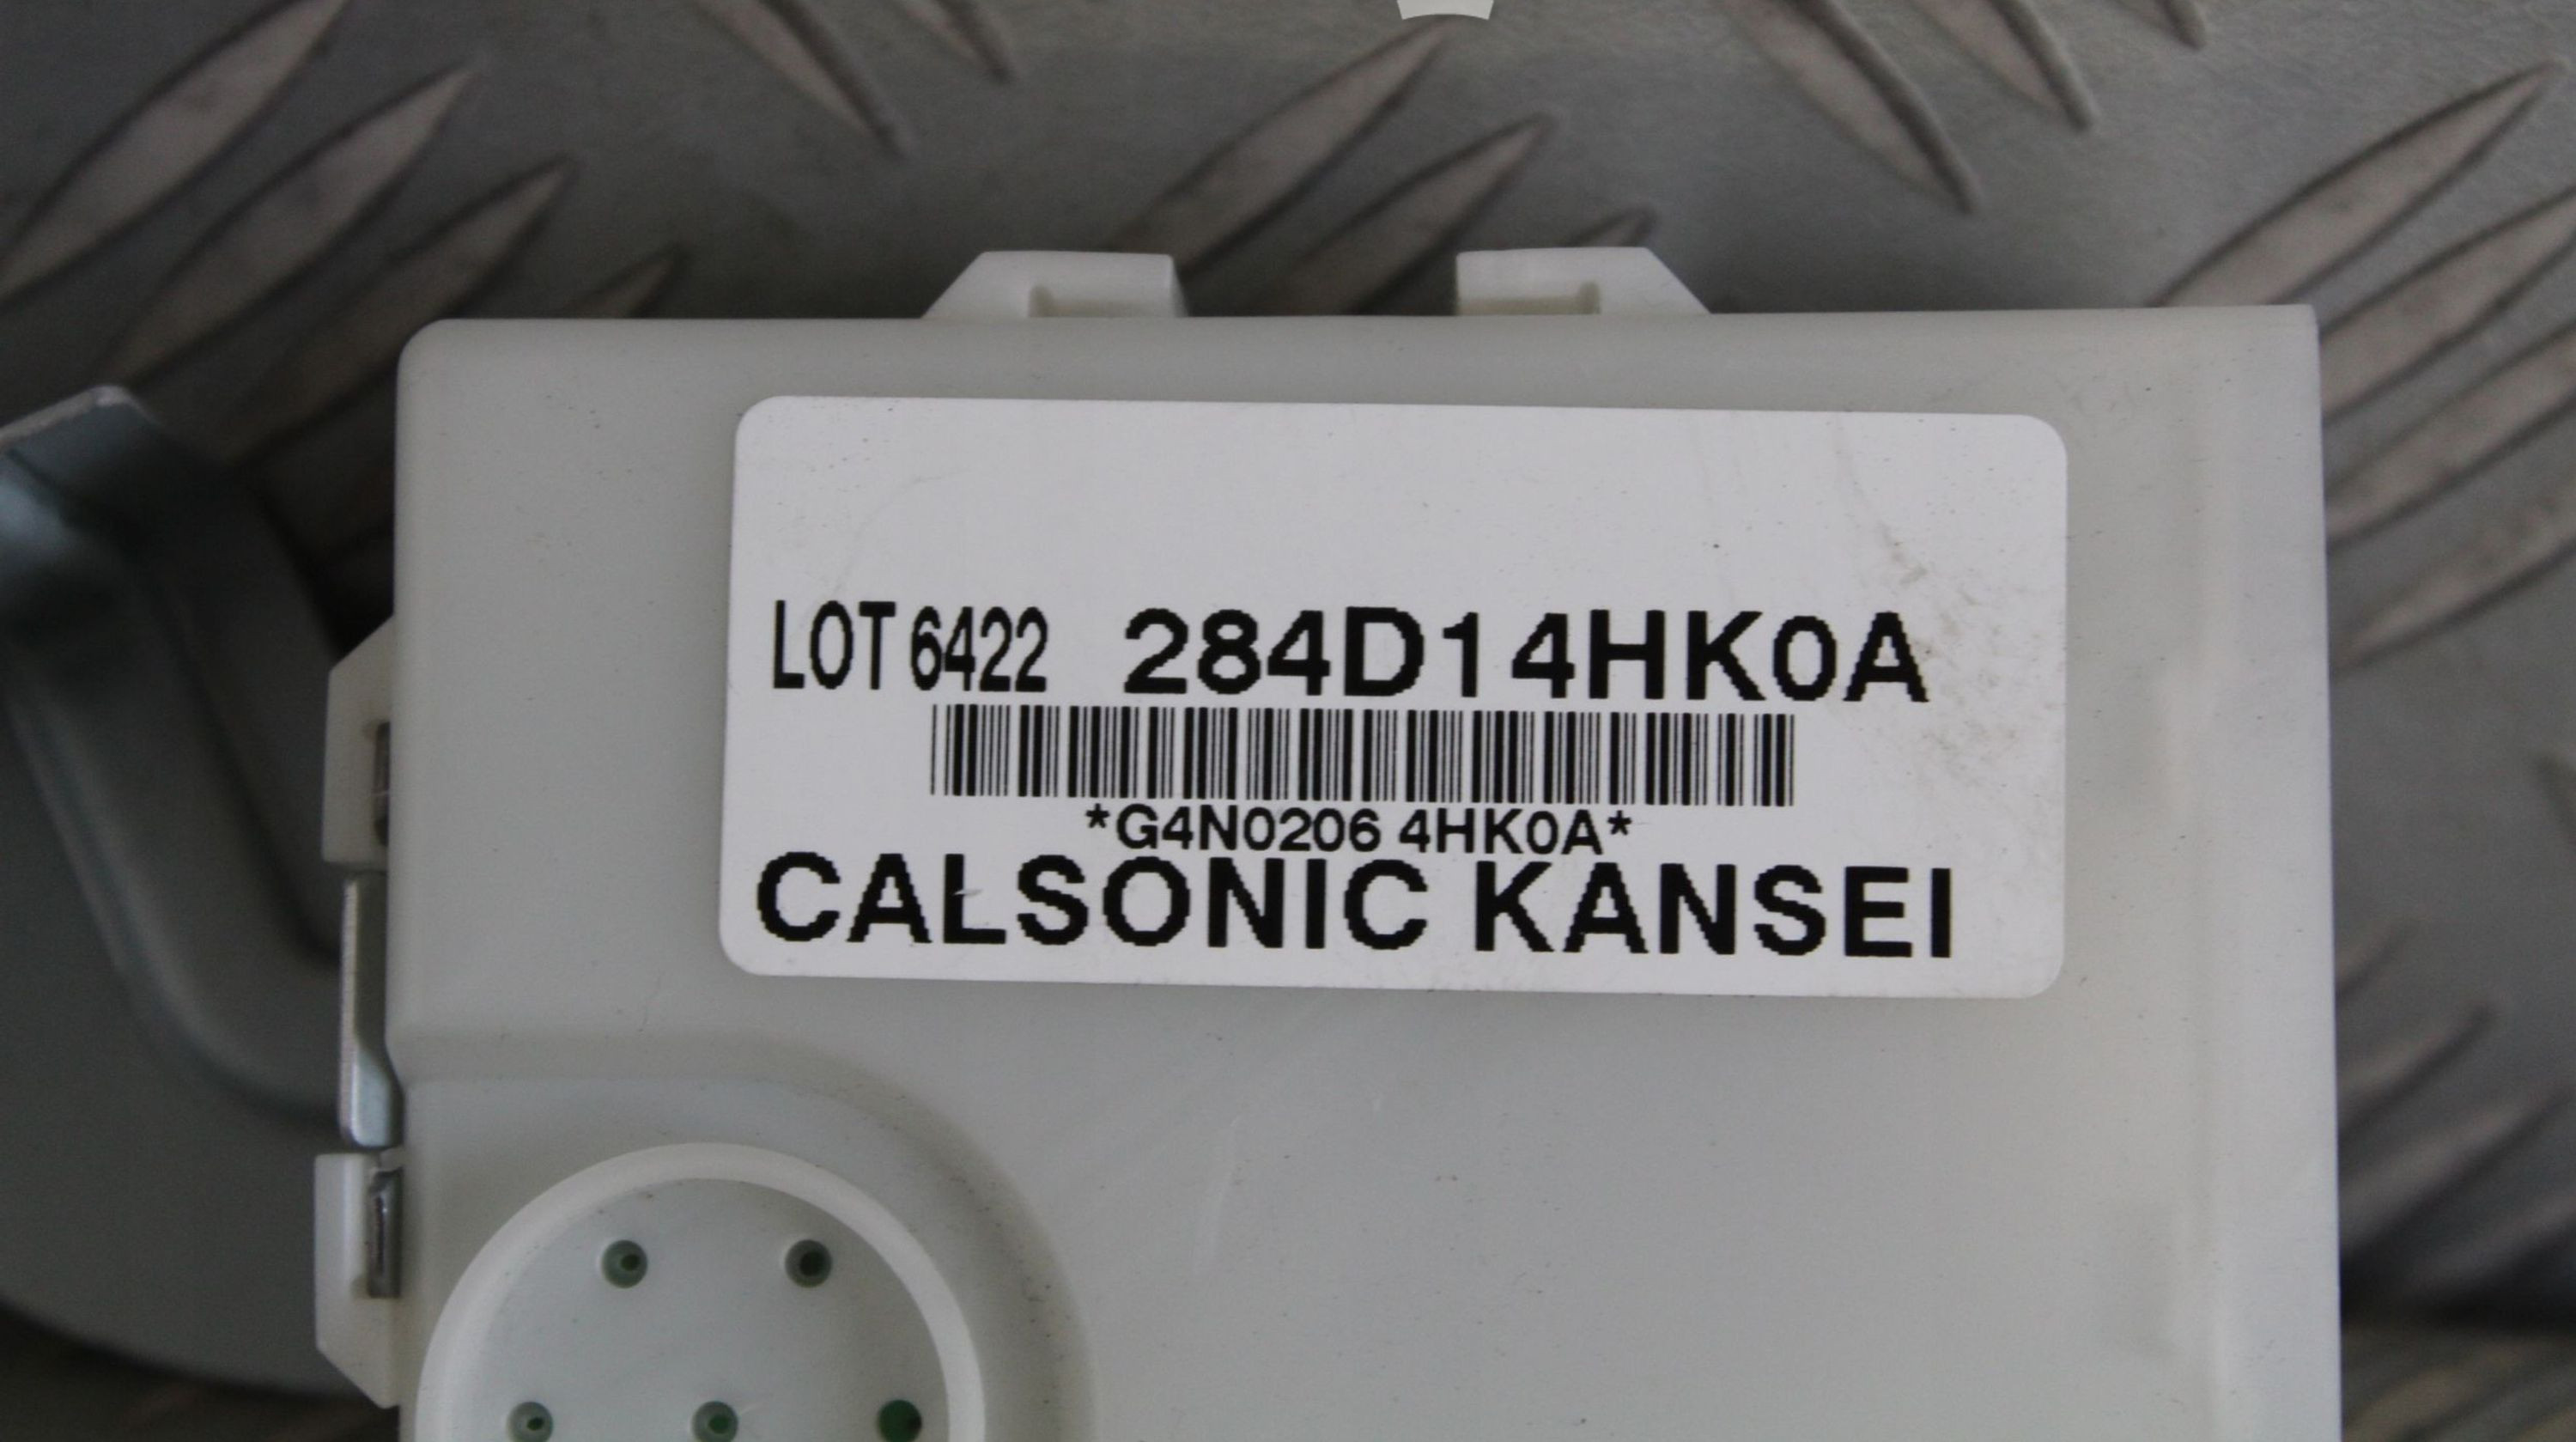 LOT 6422 284D14HK0A
*G4N0206 4HK0A*
CALSONIC KANSEI